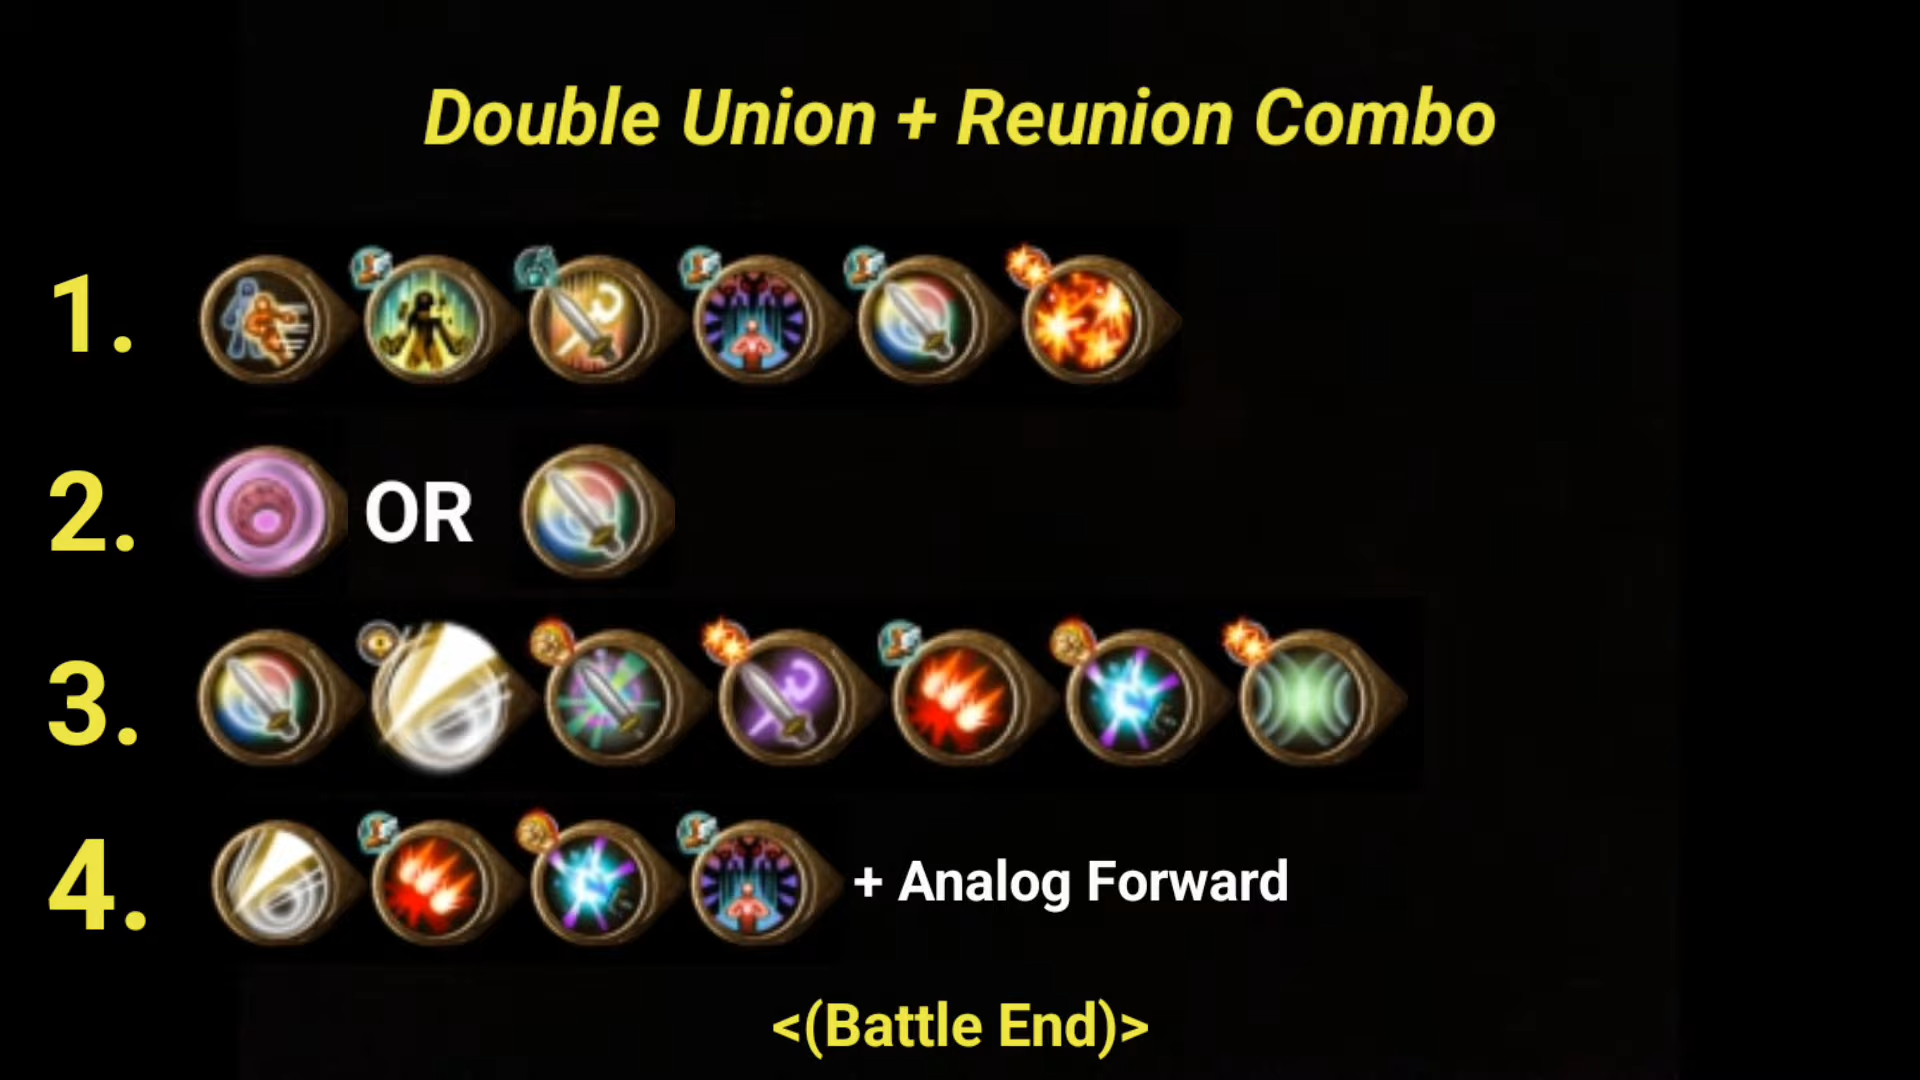 Double Union + Reunion Combo
1.
2. OR
3.
4. + Analog Forward
<(Battle End)>